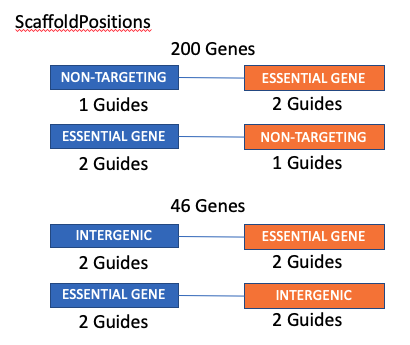 ScaffoldPositions
200 Genes
NON-TARGETING ESSENTIAL GENE
1 Guides 2 Guides
ESSENTIAL GENE NON-TARGETING
2 Guides 1 Guides
46 Genes
INTERGENIC ESSENTIAL GENE
2 Guides 2 Guides
ESSENTIAL GENE INTERGENIC
2 Guides 2 Guides